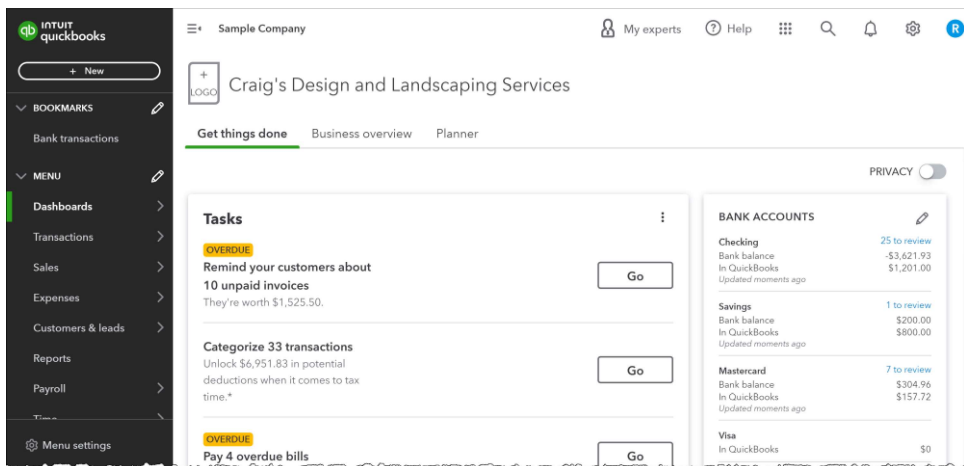 INTUIT
quickbooks
Sample Company
My experts
Help
R
+ New
BOOKMARKS
Bank transactions
MENU
Dashboards
Transactions
Sales
Expenses
Customers & leads
Reports
Payroll
Time
Menu settings
+
LOGO
Craig's Design and Landscaping Services
Get things done
Business overview
Planner
PRIVACY
Tasks
OVERDUE
Remind your customers about
10 unpaid invoices
They're worth $1,525.50.
Go
Categorize 33 transactions
Unlock $6,951.83 in potential
deductions when it comes to tax
time.*
Go
OVERDUE
Pay 4 overdue bills
Go
BANK ACCOUNTS
Checking 25 to review
Bank balance -$3,621.93
In QuickBooks $1,201.00
Updated moments ago
Savings 1 to review
Bank balance $200.00
In QuickBooks $800.00
Updated moments ago
Mastercard 7 to review
Bank balance $304.96
In QuickBooks $157.72
Updated moments ago
Visa
In QuickBooks $0